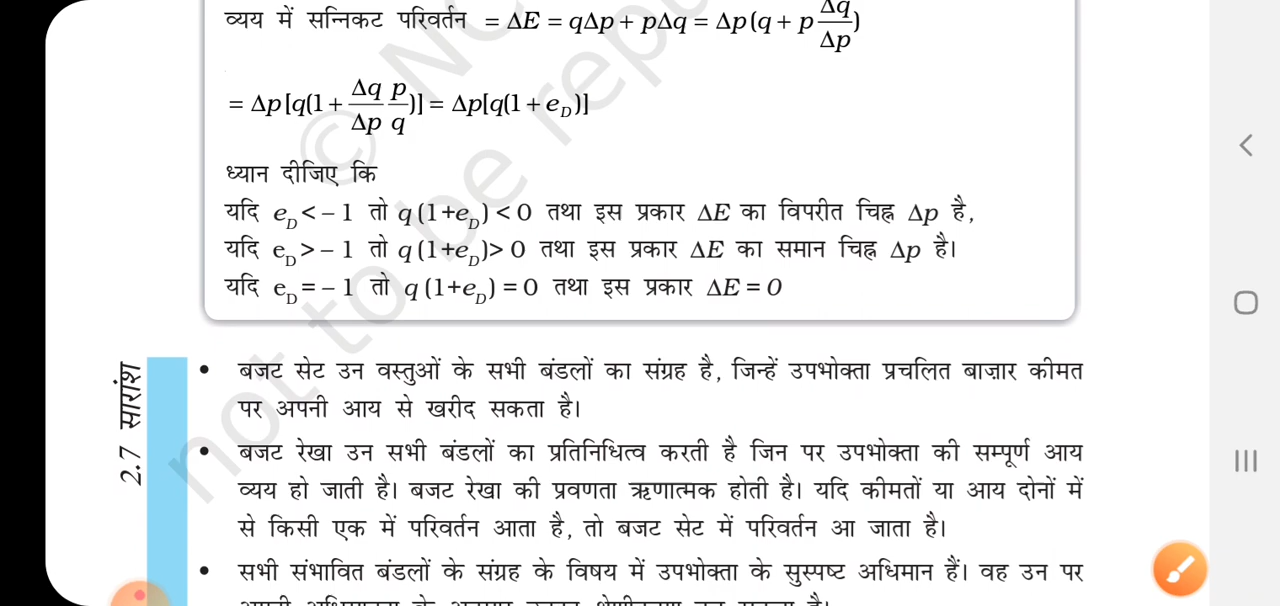 व्यय में सन्निकट परिवर्तन = ΔE = qΔp + pΔq = Δp(q + p Δq/Δp)
= Δp[q(1 + Δq/Δp p/q)] = Δp[q(1 + e_D)]
ध्यान दीजिए कि
यदि e_D < – 1 तो q (1+e_D) < 0 तथा इस प्रकार ΔE का विपरीत चिह्न Δp है,
यदि e_D > – 1 तो q (1+e_D)> 0 तथा इस प्रकार ΔE का समान चिह्न Δp है।
यदि e_D = – 1 तो q (1+e_D) = 0 तथा इस प्रकार ΔE = 0
2.7 सारांश
• बजट सेट उन वस्तुओं के सभी बंडलों का संग्रह है, जिन्हें उपभोक्ता प्रचलित बाज़ार कीमत
पर अपनी आय से खरीद सकता है।
• बजट रेखा उन सभी बंडलों का प्रतिनिधित्व करती है जिन पर उपभोक्ता की सम्पूर्ण आय
व्यय हो जाती है। बजट रेखा की प्रवणता ऋणात्मक होती है। यदि कीमतों या आय दोनों में
से किसी एक में परिवर्तन आता है, तो बजट सेट में परिवर्तन आ जाता है।
• सभी संभावित बंडलों के संग्रह के विषय में उपभोक्ता के सुस्पष्ट अधिमान हैं। वह उन पर
not to be repu
© NC